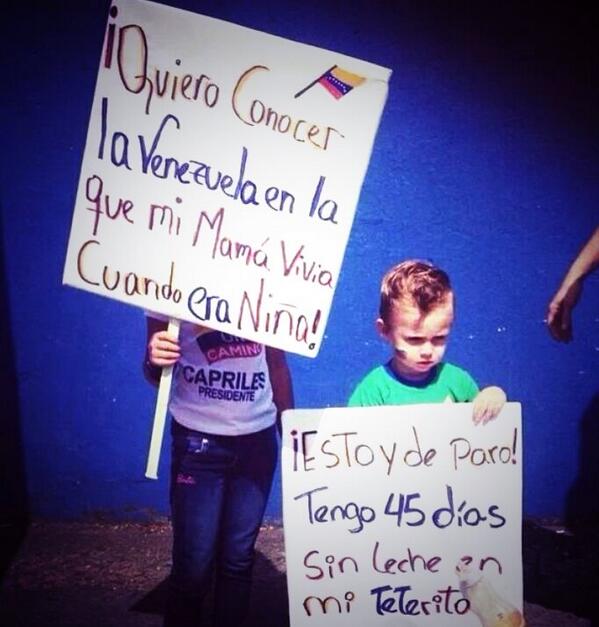 ¡Quiero Conocer
la Venezuela en la
que mi Mamá Vivia
Cuando era Niña!
CAMINO
CAPRILES
PRESIDENTE
¡ESTOY de Paro!
Tengo 45 días
Sin Leche en
mi TeTeriTo